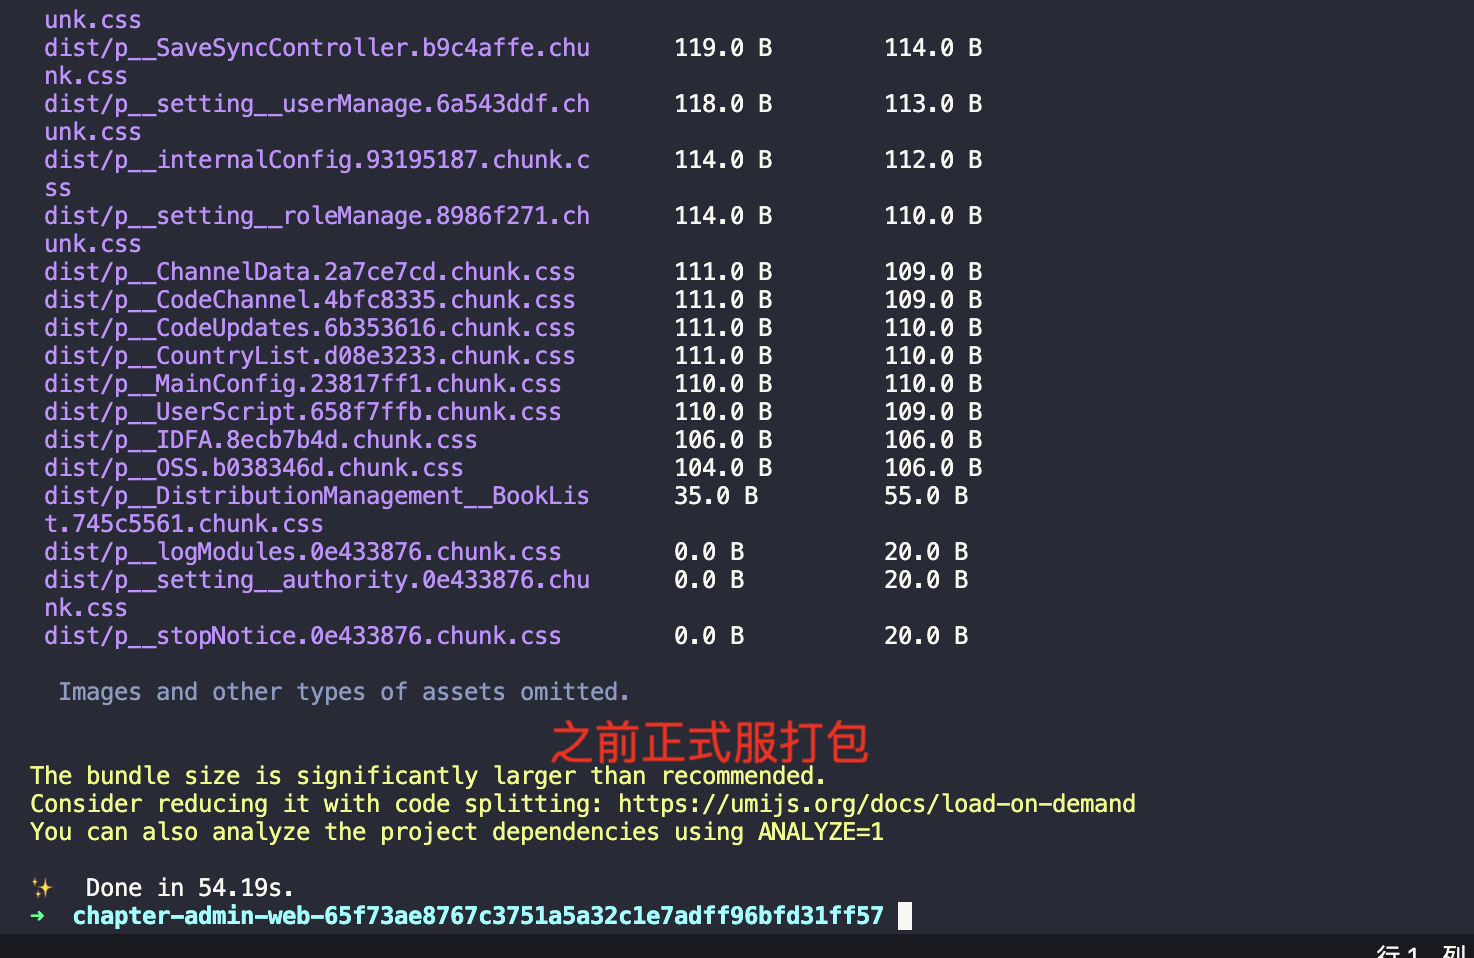 unk.css
dist/p__SaveSyncController.b9c4affe.chu 119.0 B 114.0 B
nk.css
dist/p__setting__userManage.6a543ddf.ch 118.0 B 113.0 B
unk.css
dist/p__internalConfig.93195187.chunk.c 114.0 B 112.0 B
ss
dist/p__setting__roleManage.8986f271.ch 114.0 B 110.0 B
unk.css
dist/p__ChannelData.2a7ce7cd.chunk.css 111.0 B 109.0 B
dist/p__CodeChannel.4bfc8335.chunk.css 111.0 B 109.0 B
dist/p__CodeUpdates.6b353616.chunk.css 111.0 B 110.0 B
dist/p__CountryList.d08e3233.chunk.css 111.0 B 110.0 B
dist/p__MainConfig.23817ff1.chunk.css 110.0 B 110.0 B
dist/p__UserScript.658f7ffb.chunk.css 110.0 B 109.0 B
dist/p__IDFA.8ecb7b4d.chunk.css 106.0 B 106.0 B
dist/p__OSS.b038346d.chunk.css 104.0 B 106.0 B
dist/p__DistributionManagement__BookLis 35.0 B 55.0 B
t.745c5561.chunk.css
dist/p__logModules.0e433876.chunk.css 0.0 B 20.0 B
dist/p__setting__authority.0e433876.chu 0.0 B 20.0 B
nk.css
dist/p__stopNotice.0e433876.chunk.css 0.0 B 20.0 B
Images and other types of assets omitted.
之前正式服打包
The bundle size is significantly larger than recommended.
Consider reducing it with code splitting: https://umijs.org/docs/load-on-demand
You can also analyze the project dependencies using ANALYZE=1
✨ Done in 54.19s.
➜ chapter-admin-web-65f73ae8767c3751a5a32c1e7adff96bfd31ff57
行 1, 列